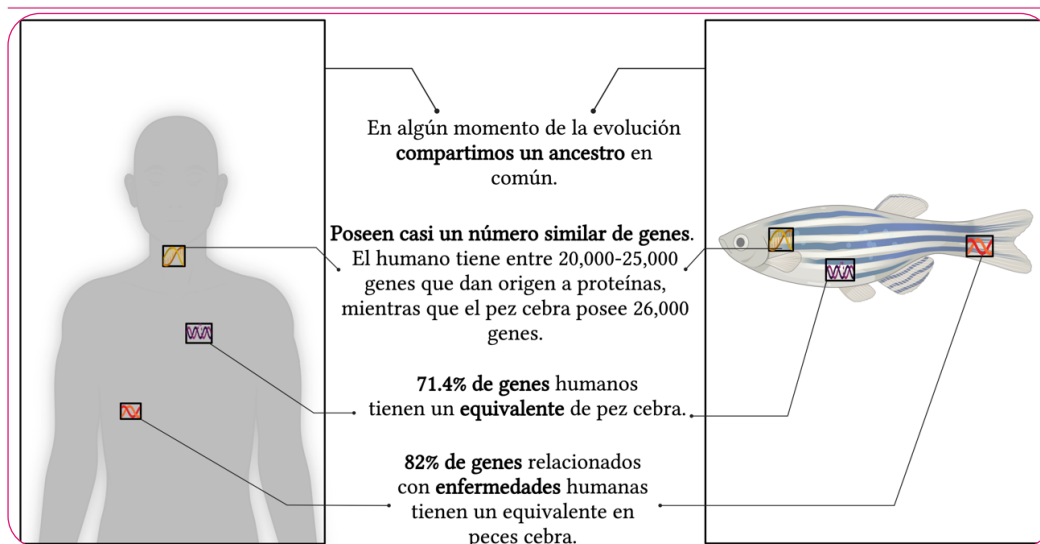 En algún momento de la evolución
compartimos un ancestro en
común.
Poseen casi un número similar de genes.
El humano tiene entre 20,000-25,000
genes que dan origen a proteínas,
mientras que el pez cebra posee 26,000
genes.
71.4% de genes humanos
tienen un equivalente de pez cebra.
82% de genes relacionados
con enfermedades humanas
tienen un equivalente en
peces cebra.